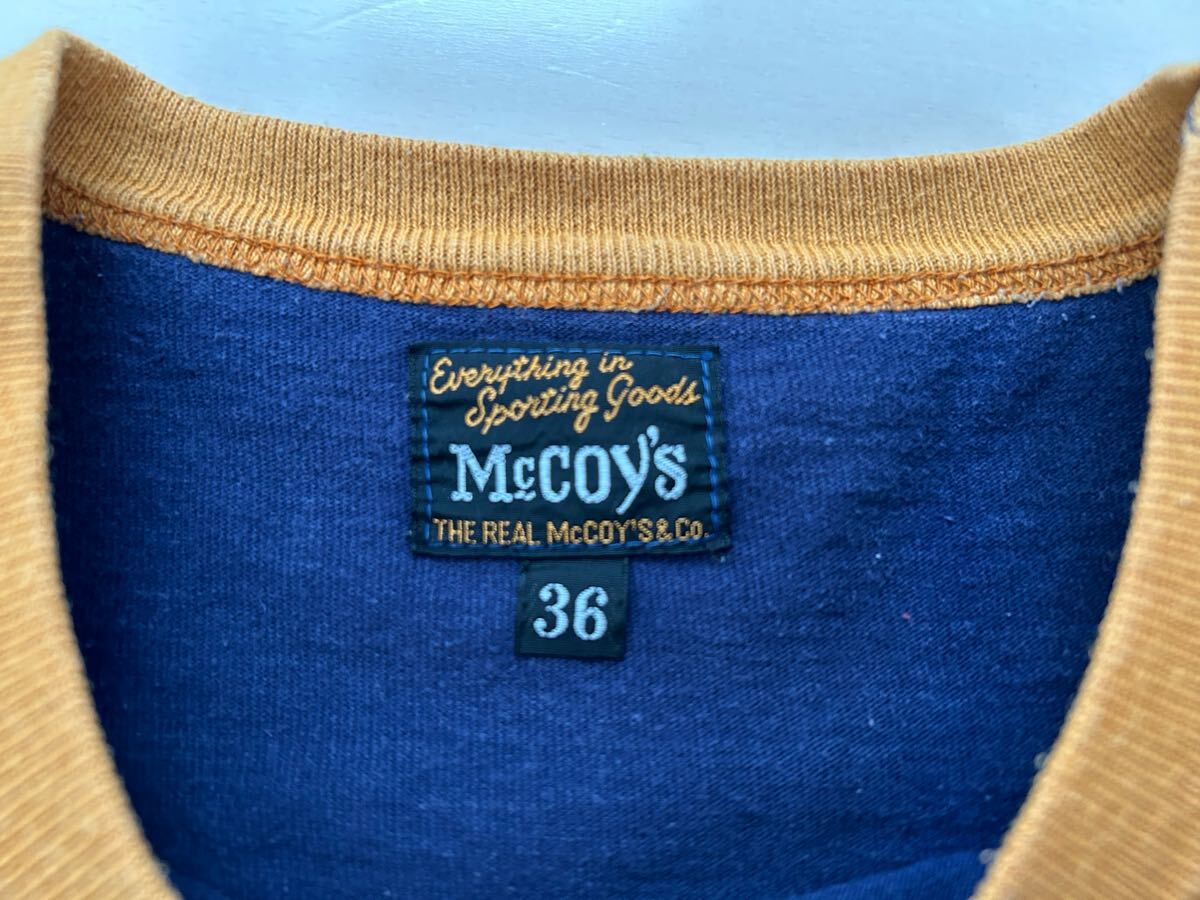 Everything in
Sporting Goods
McCOY'S
THE REAL McCOY'S & Co.
36